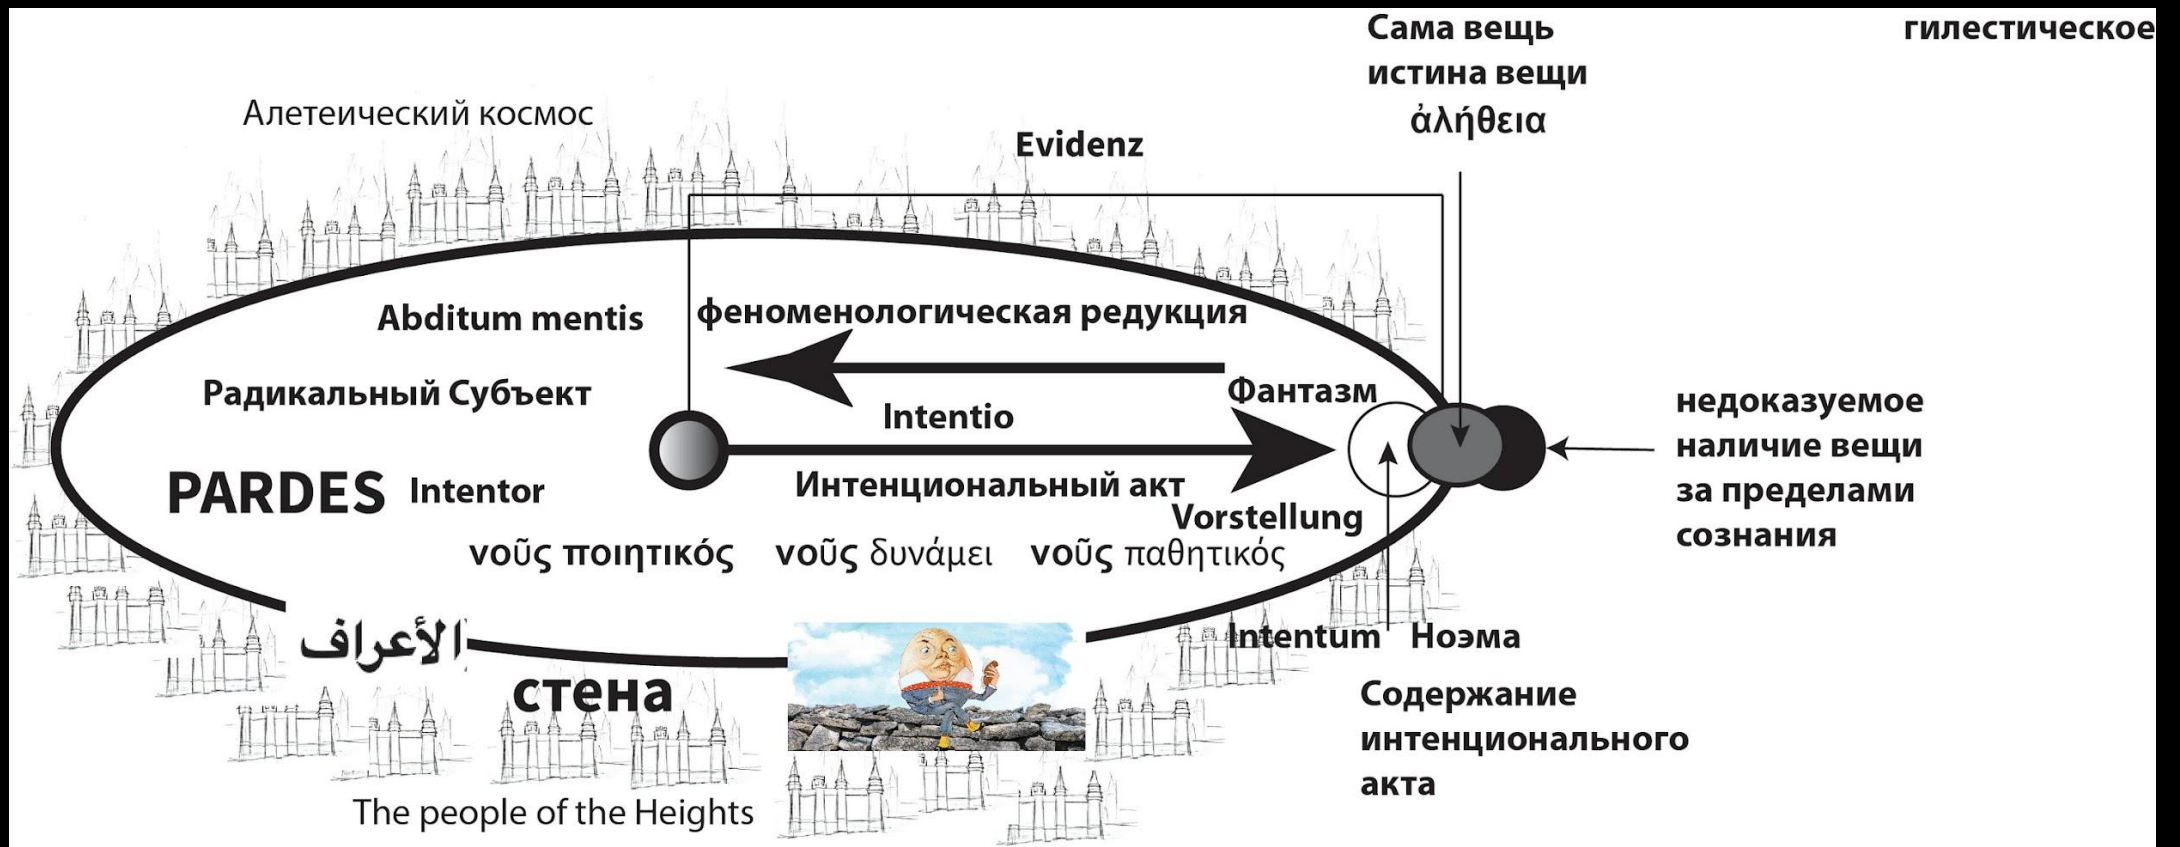 Сама вещь
истина вещи
ἀλήθεια
гилестическое
Алетеический космос
Evidenz
Abditum mentis
феноменологическая редукция
Радикальный Субъект
Фантазм
Intentio
PARDES
Intentor
Интенциональный акт
Vorstellung
νοῦς ποιητικός
νοῦς δυνάμει
νοῦς παθητικός
недоказуемое
наличие вещи
за пределами
сознания
الأعراف
стена
Intentum
Ноэма
Содержание
интенционального
акта
The people of the Heights